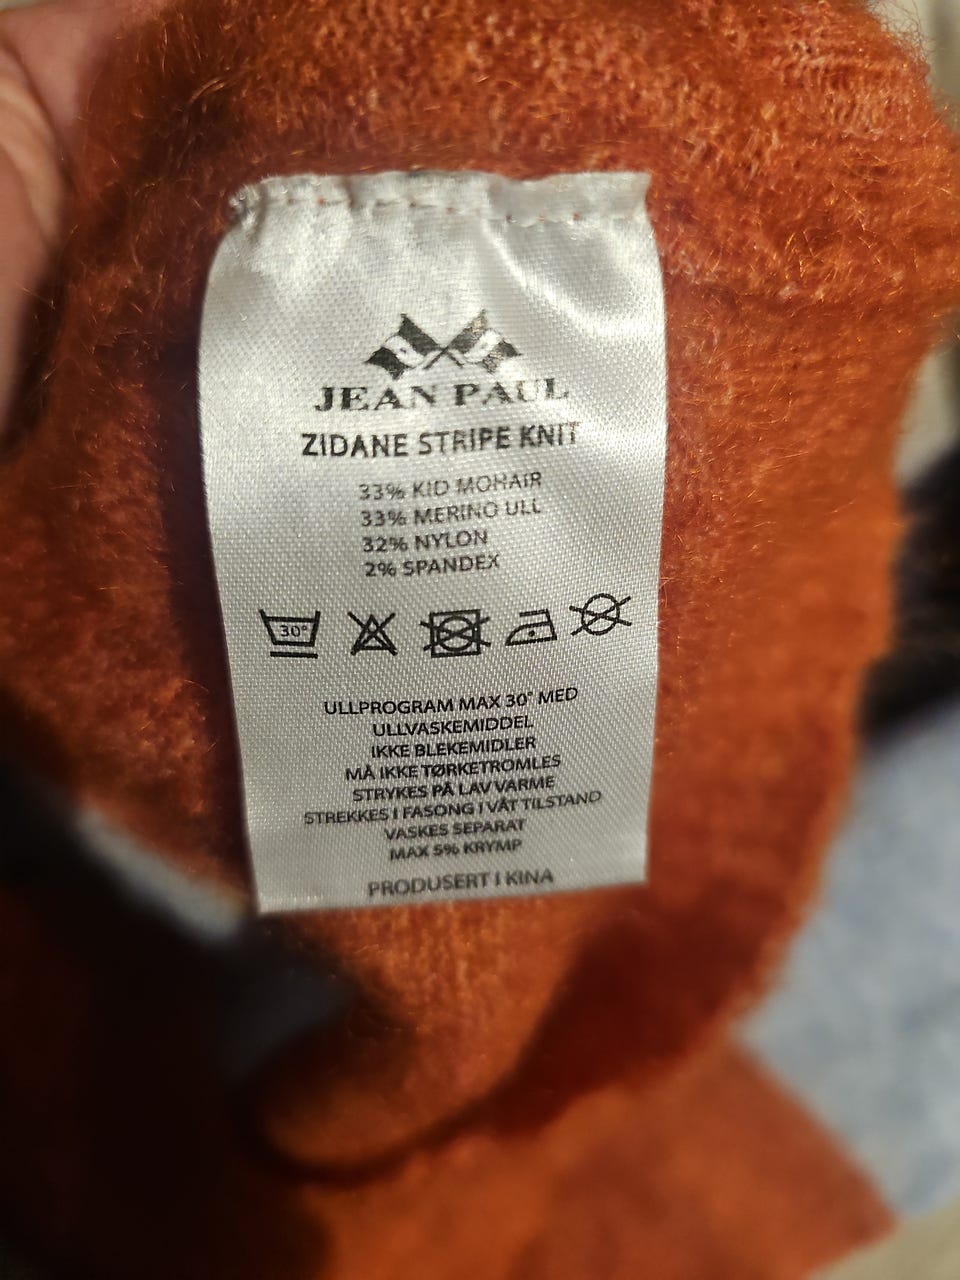 JEAN PAUL
ZIDANE STRIPE KNIT
33% KID MOHAIR
33% MERINO ULL
32% NYLON
2% SPANDEX
30°
ULLPROGRAM MAX 30° MED
ULLVASKEMIDDEL
IKKE BLEKEMIDLER
MÅ IKKE TØRKETROMLES
STRYKES PÅ LAV VARME
STREKKES I FASONG I VÅT TILSTAND
VASKES SEPARAT
MAX 5% KRYMP
PRODUSERT I KINA